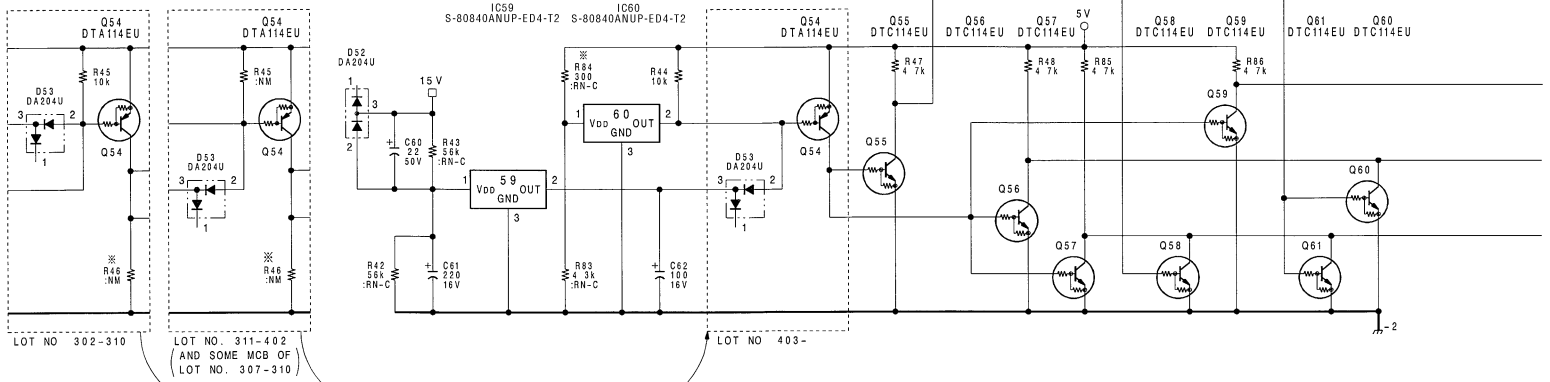 Q54
DTA114EU
R45
10k
D53
DA204U
3
2
1
Q54
※
R46
:NM
LOT NO 302-310
Q54
DTA114EU
R45
:NM
Q54
D53
DA204U
3
2
1
※
R46
:NM
LOT NO. 311-402
(AND SOME MCB OF
LOT NO. 307-310)
IC59
S-80840ANUP-ED4-T2
IC60
S-80840ANUP-ED4-T2
D52
DA204U
1
3
2
15V
+
C60
22
50V
R43
56k
:RN-C
1
59
VDD
OUT
GND
2
3
R42
56k
:RN-C
+
C61
220
16V
※
R84
300
:RN-C
R44
10k
1
60
VDD
OUT
GND
2
3
R83
4 3k
:RN-C
+
C62
100
16V
Q54
DTA114EU
Q54
D53
DA204U
3
2
1
LOT NO 403-
Q55
DTC114EU
R47
4 7k
Q55
Q56
DTC114EU
Q56
Q57
DTC114EU
R48
4 7k
5V
R85
4 7k
Q57
Q58
DTC114EU
Q58
Q59
DTC114EU
R86
4 7k
Q59
Q61
DTC114EU
Q61
Q60
DTC114EU
Q60
-2